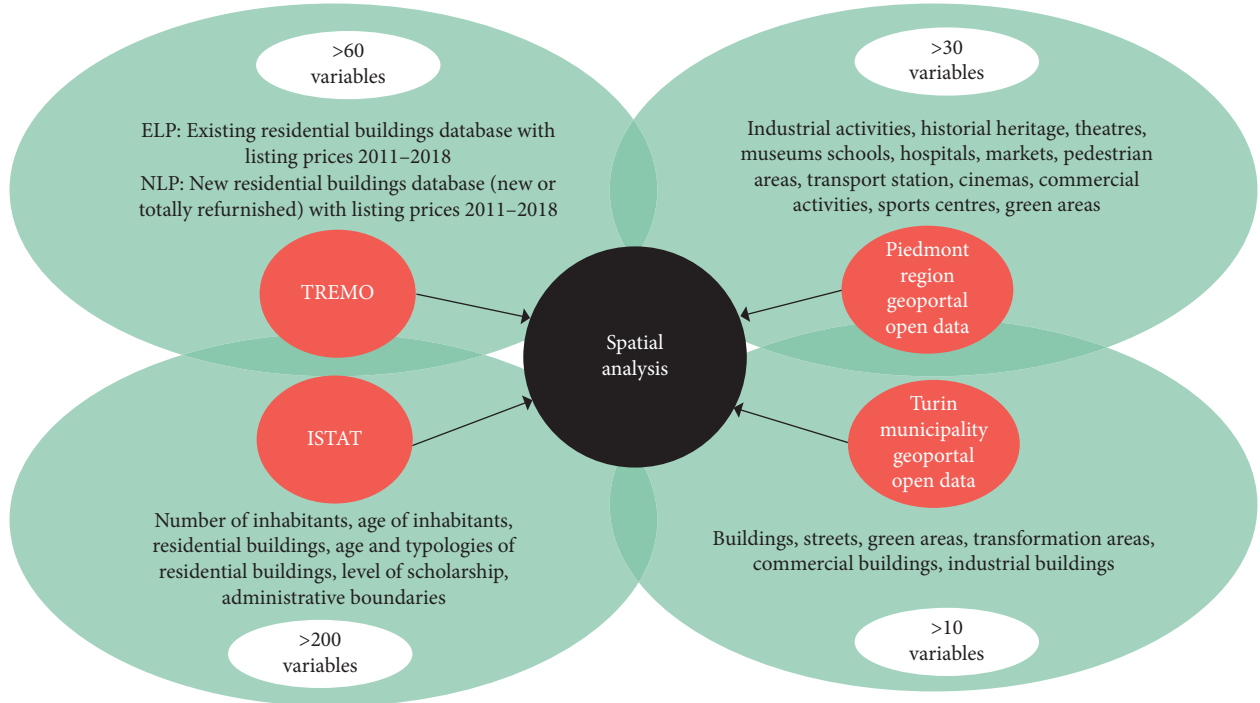 >60
variables
ELP: Existing residential buildings database with
listing prices 2011–2018
NLP: New residential buildings database (new or
totally refurnished) with listing prices 2011–2018
TREMO
>30
variables
Industrial activities, historial heritage, theatres,
museums schools, hospitals, markets, pedestrian
areas, transport station, cinemas, commercial
activities, sports centres, green areas
Piedmont
region
geoportal
open data
Spatial
analysis
ISTAT
Number of inhabitants, age of inhabitants,
residential buildings, age and typologies of
residential buildings, level of scholarship,
administrative boundaries
>200
variables
Turin
municipality
geoportal
open data
Buildings, streets, green areas, transformation areas,
commercial buildings, industrial buildings
>10
variables